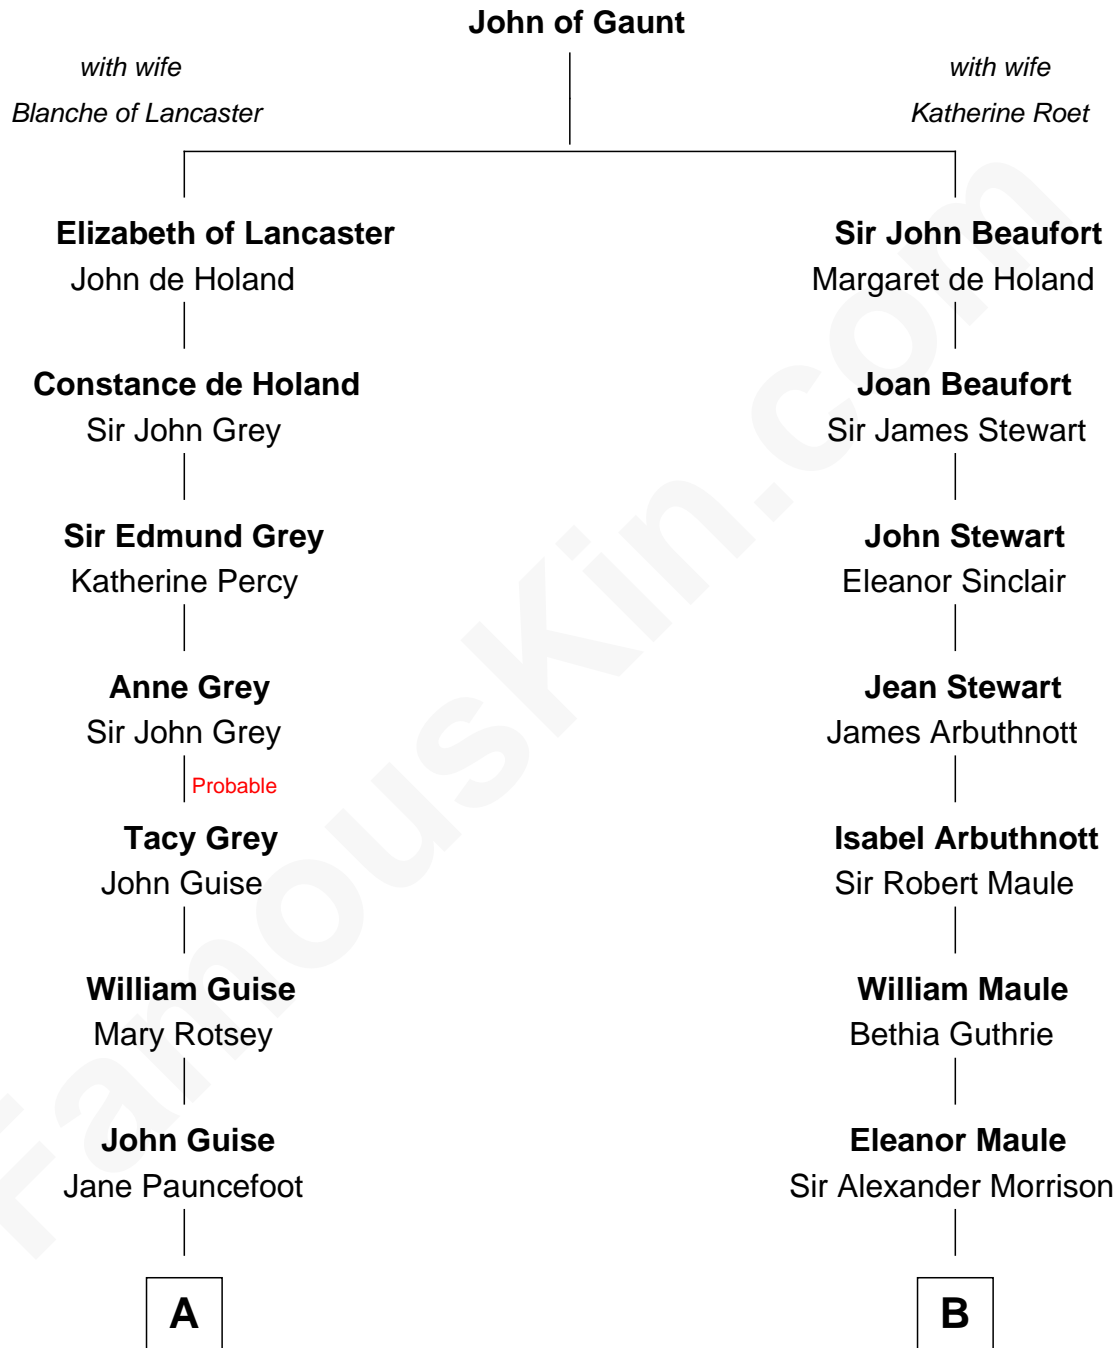 John of Gaunt
with wife
Blanche of Lancaster
with wife
Katherine Roet
Elizabeth of Lancaster
John de Holand
Sir John Beaufort
Margaret de Holand
Constance de Holand
Sir John Grey
Joan Beaufort
Sir James Stewart
Sir Edmund Grey
Katherine Percy
John Stewart
Eleanor Sinclair
Anne Grey
Sir John Grey
Jean Stewart
James Arbuthnott
Probable
Tacy Grey
John Guise
Isabel Arbuthnott
Sir Robert Maule
William Guise
Mary Rotsey
William Maule
Bethia Guthrie
John Guise
Jane Pauncefoot
Eleanor Maule
Sir Alexander Morrison
A
B
FamousKin.com